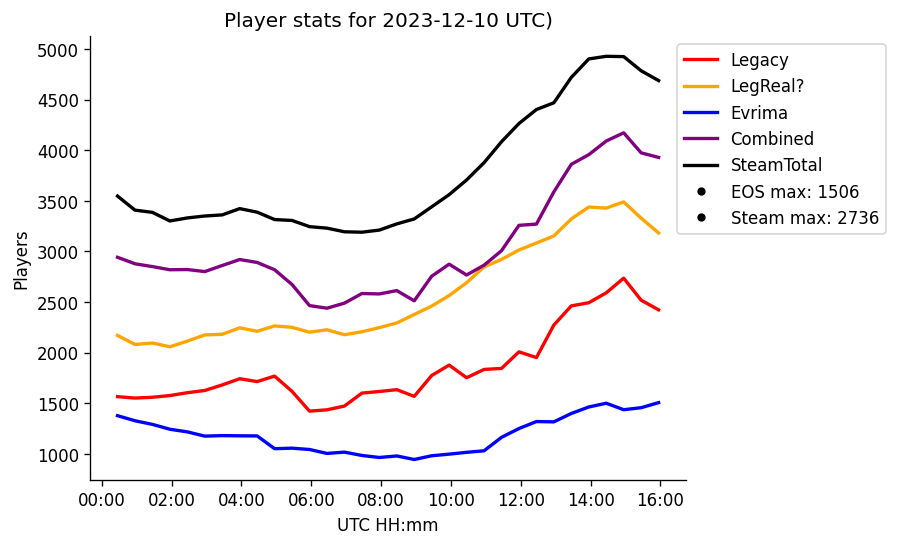 Player stats for 2023-12-10 UTC)
5000
4500
4000
3500
3000
2500
2000
1500
1000
Players
00:00 02:00 04:00 06:00 08:00 10:00 12:00 14:00 16:00
UTC HH:mm
Legacy
LegReal?
Evrima
Combined
SteamTotal
EOS max: 1506
Steam max: 2736